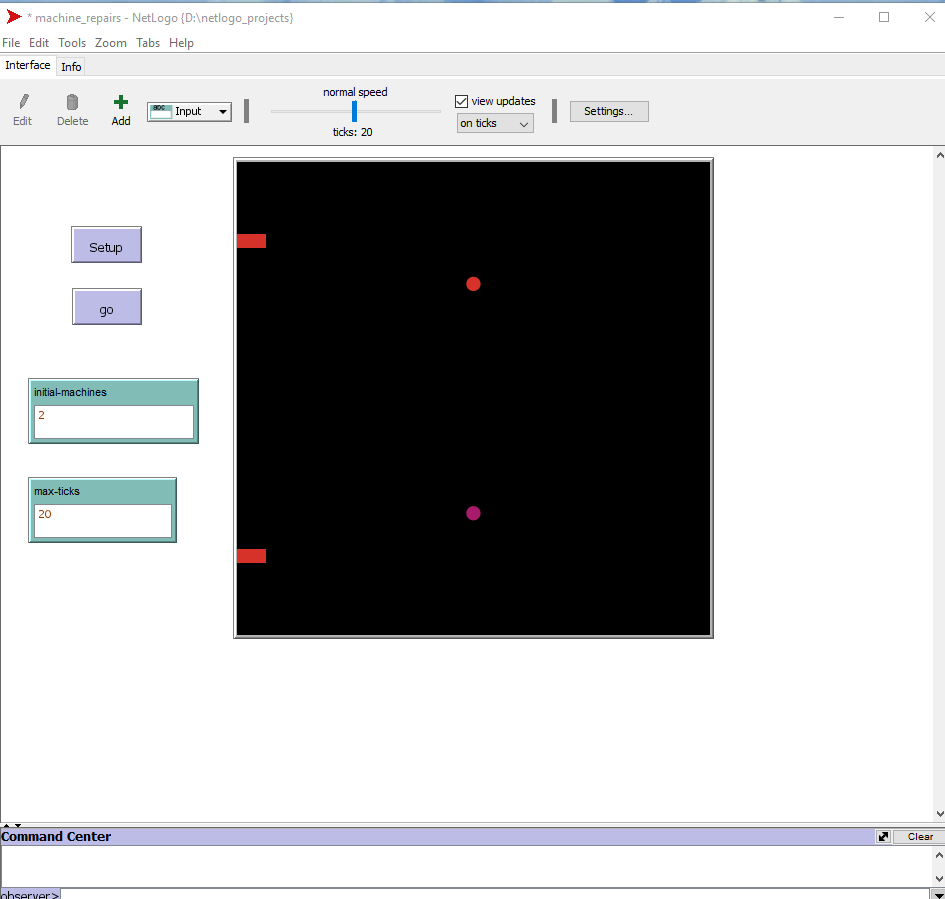 * machine_repairs - NetLogo {D:\netlogo_projects}
File Edit Tools Zoom Tabs Help
Interface Info
normal speed
view updates
Edit Delete Add abc Input on ticks Settings...
ticks: 20
Setup
go
initial-machines
2
max-ticks
20
Command Center Clear
observer>